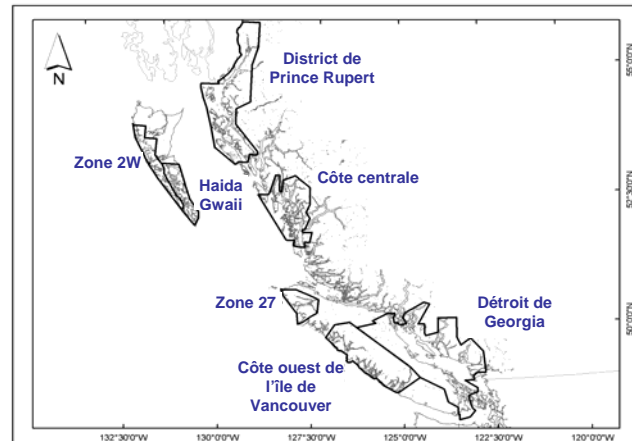 District de
Prince Rupert
N
55°0'0"N
Zone 2W
Haida
Gwaii
Côte centrale
52°30'0"N
Zone 27
Détroit de
Georgia
50°0'0"N
Côte ouest de
l'île de
Vancouver
132°30'0"W
130°0'0"W
127°30'0"W
125°0'0"W
122°30'0"W
120°0'0"W